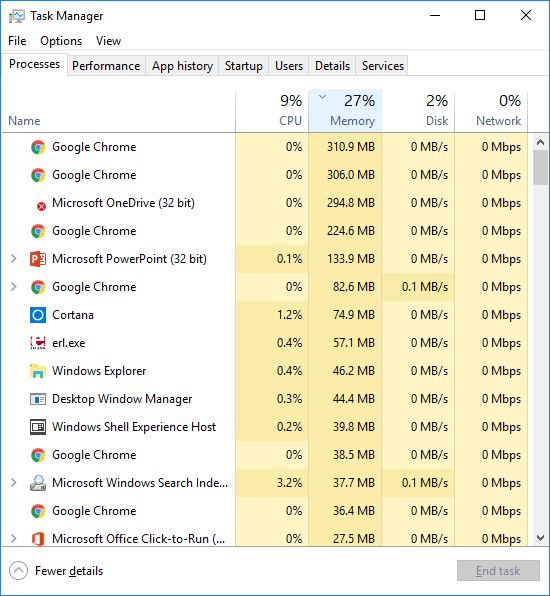 Task Manager
File Options View
Processes Performance App history Startup Users Details Services
9% 27% 2% 0%
Name CPU Memory Disk Network
Google Chrome 0% 310.9 MB 0 MB/s 0 Mbps
Google Chrome 0% 306.0 MB 0 MB/s 0 Mbps
Microsoft OneDrive (32 bit) 0% 294.8 MB 0 MB/s 0 Mbps
Google Chrome 0% 224.6 MB 0 MB/s 0 Mbps
Microsoft PowerPoint (32 bit) 0.1% 133.9 MB 0 MB/s 0 Mbps
Google Chrome 0% 82.6 MB 0.1 MB/s 0 Mbps
Cortana 1.2% 74.9 MB 0 MB/s 0 Mbps
erl.exe 0.4% 57.1 MB 0 MB/s 0 Mbps
Windows Explorer 0.4% 46.2 MB 0 MB/s 0 Mbps
Desktop Window Manager 0.3% 44.4 MB 0 MB/s 0 Mbps
Windows Shell Experience Host 0.2% 39.8 MB 0 MB/s 0 Mbps
Google Chrome 0% 38.5 MB 0 MB/s 0 Mbps
Microsoft Windows Search Inde... 3.2% 37.7 MB 0.1 MB/s 0 Mbps
Google Chrome 0% 36.4 MB 0 MB/s 0 Mbps
Microsoft Office Click-to-Run (... 0% 27.5 MB 0 MB/s 0 Mbps
Fewer details End task